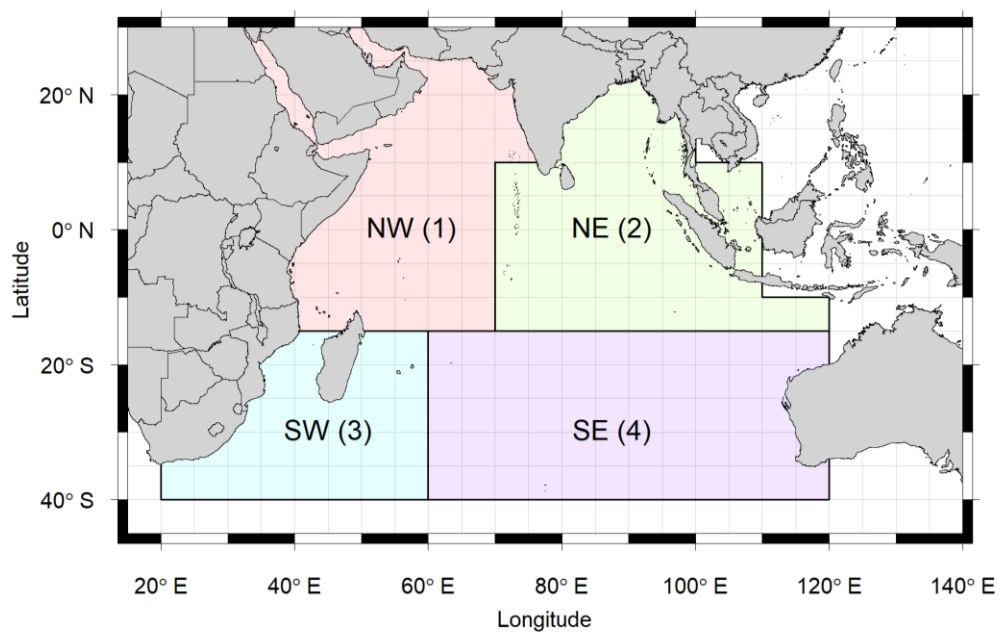 20° N
0° N
20° S
40° S
Latitude
NW (1)
NE (2)
SW (3)
SE (4)
20° E
40° E
60° E
80° E
100° E
120° E
140° E
Longitude